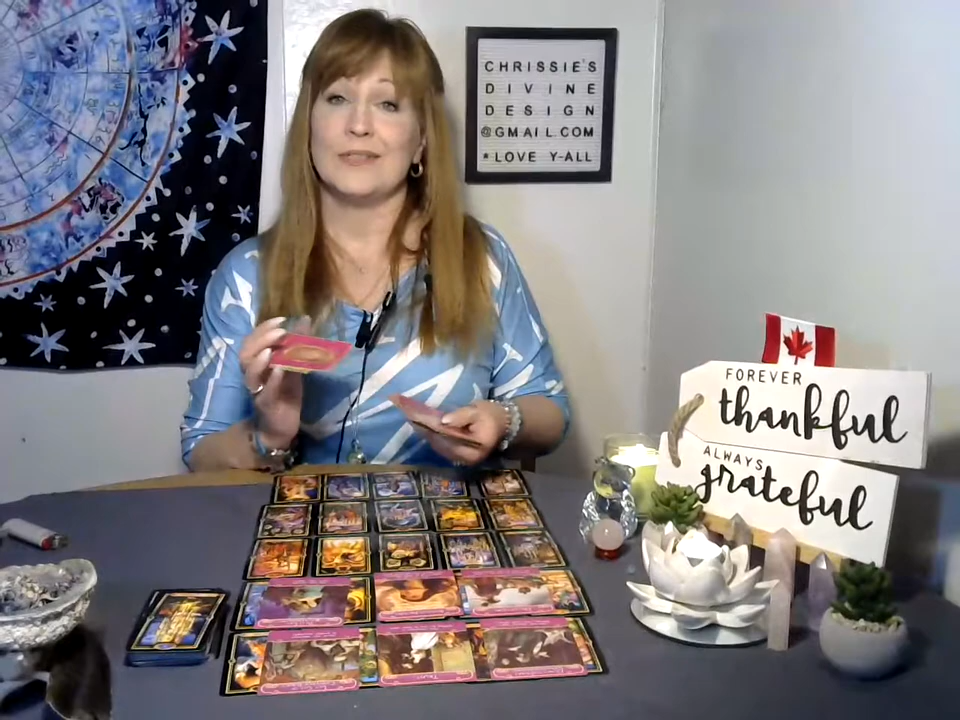 CHRISSIE'S
DIVINE
DESIGN
@GMAIL.COM
*LOVE Y-ALL
FOREVER
thankful
ALWAYS
grateful